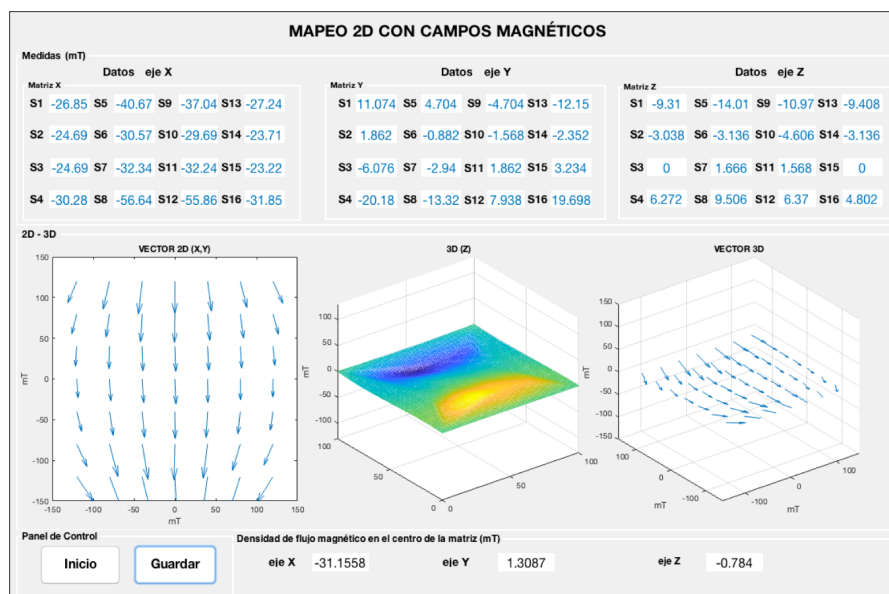 MAPEO 2D CON CAMPOS MAGNÉTICOS
Medidas (mT)
Datos eje X
Datos eje Y
Datos eje Z
Matriz X
Matriz Y
Matriz Z
S1 -26.85 S5 -40.67 S9 -37.04 S13 -27.24
S1 11.074 S5 4.704 S9 -4.704 S13 -12.15
S1 -9.31 S5 -14.01 S9 -10.97 S13 -9.408
S2 -24.69 S6 -30.57 S10 -29.69 S14 -23.71
S2 1.862 S6 -0.882 S10 -1.568 S14 -2.352
S2 -3.038 S6 -3.136 S10 -4.606 S14 -3.136
S3 -24.69 S7 -32.34 S11 -32.24 S15 -23.22
S3 -6.076 S7 -2.94 S11 1.862 S15 3.234
S3 0 S7 1.666 S11 1.568 S15 0
S4 -30.28 S8 -56.64 S12 -55.86 S16 -31.85
S4 -20.18 S8 -13.32 S12 7.938 S16 19.698
S4 6.272 S8 9.506 S12 6.37 S16 4.802
2D - 3D
VECTOR 2D (X,Y)
150
100
50
0
-50
-100
-150
mT
-150 -100 -50 0 50 100 150
mT
3D (Z)
100
50
0
-50
-100
100
50
0
0
50
100
VECTOR 3D
mT
150
100
50
0
-50
-100
-150
100
0
-100
mT
-100
0
100
mT
Panel de Control
Inicio
Guardar
Densidad de flujo magnético en el centro de la matriz (mT)
eje X -31.1558
eje Y 1.3087
eje Z -0.784